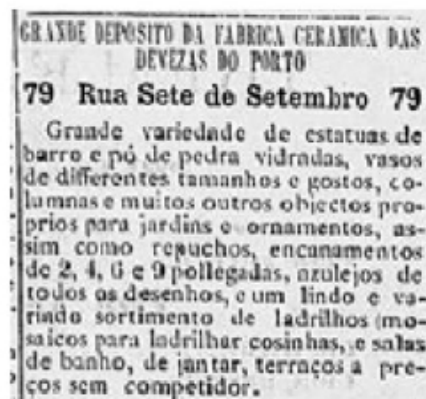 GRANDE DEPOSITO DA FABRICA CERAMICA DAS
DEVEZAS DO PORTO
79 Rua Sete de Setembro 79
Grande variedade de estatuas de
barro e pó de pedra vidradas, vasos
de differentes tamanhos e gostos, co-
lumnas e muitos outros objectos pro-
prios para jardins e ornamentos, as-
sim como repuchos, encanamentos
de 2, 4, 6 e 9 pollegadas, azulejos de
todos os desenhos, e um lindo e va-
riado sortimento de ladrilhos (mo-
saicos para ladrilhar cosinhas, e salas
de banho, de jantar, terraços a pre-
ços sem competidor.